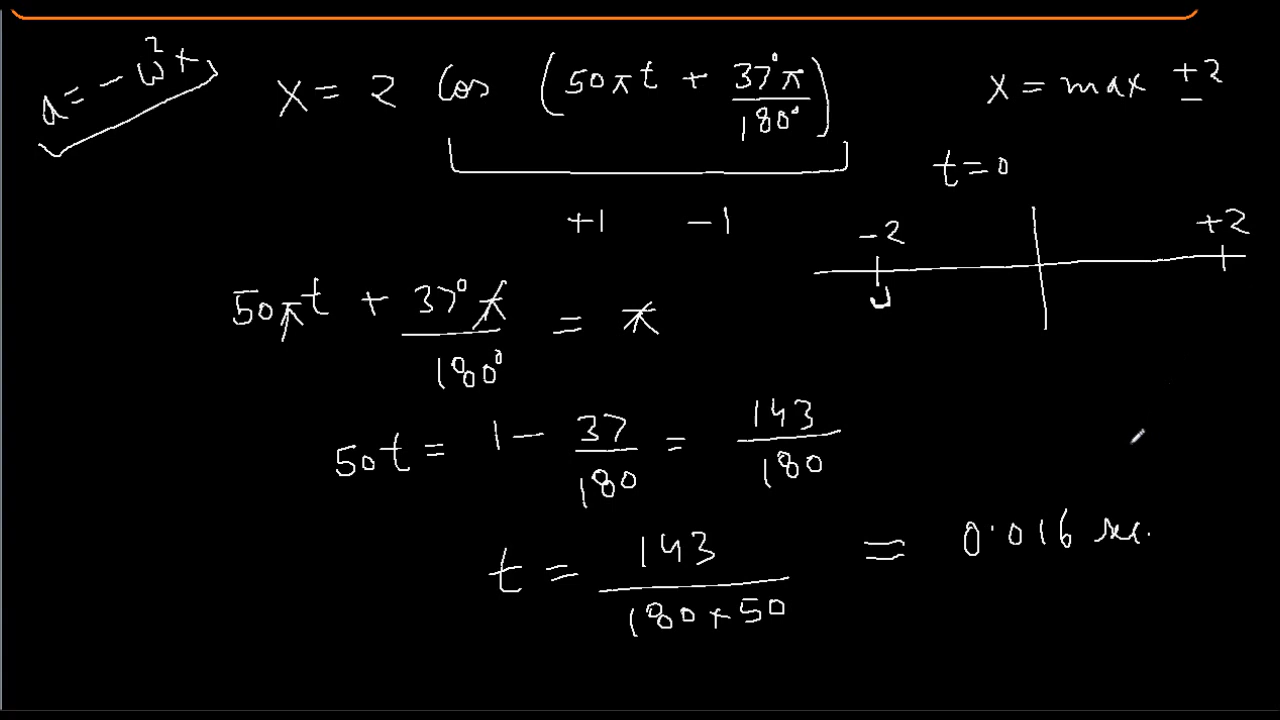 a = - ω²x
x = 2 cos (50πt + 37°π/180°)
x = max ±2
t = 0
+1 -1
-2 +2
50πt + 37°π/180° = π
50t = 1 - 37/180 = 143/180
t = 143/180×50 = 0.016 sec.